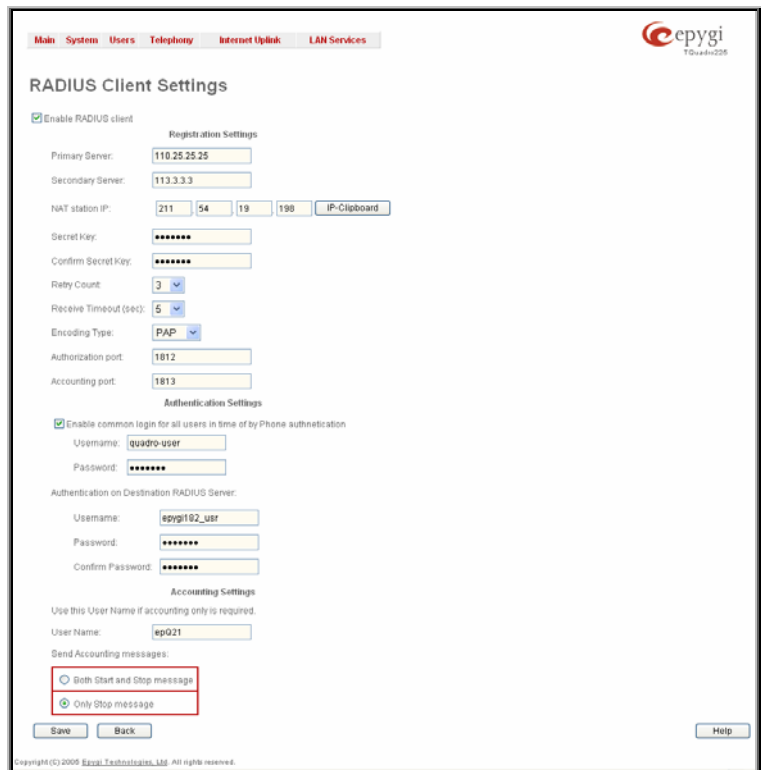 Main System Users Telephony Internet Uplink LAN Services
epygi
TQuadro226
RADIUS Client Settings
Enable RADIUS client
Registration Settings
Primary Server: 110.25.25.25
Secondary Server: 113.3.3.3
NAT station IP: 211 . 54 . 19 . 198 IP-Clipboard
Secret Key: •••••••
Confirm Secret Key: •••••••
Retry Count: 3
Receive Timeout (sec): 5
Encoding Type: PAP
Authorization port: 1812
Accounting port: 1813
Authentication Settings
Enable common login for all users in time of by Phone authnetication
Username: quadro-user
Password: •••••••
Authentication on Destination RADIUS Server:
Username: epygi182_usr
Password: •••••••
Confirm Password: •••••••
Accounting Settings
Use this User Name if accounting only is required.
User Name: epQ21
Send Accounting messages:
Both Start and Stop message
Only Stop message
Save Back Help
Copyright (C) 2005 Epygi Technologies, Ltd. All rights reserved.